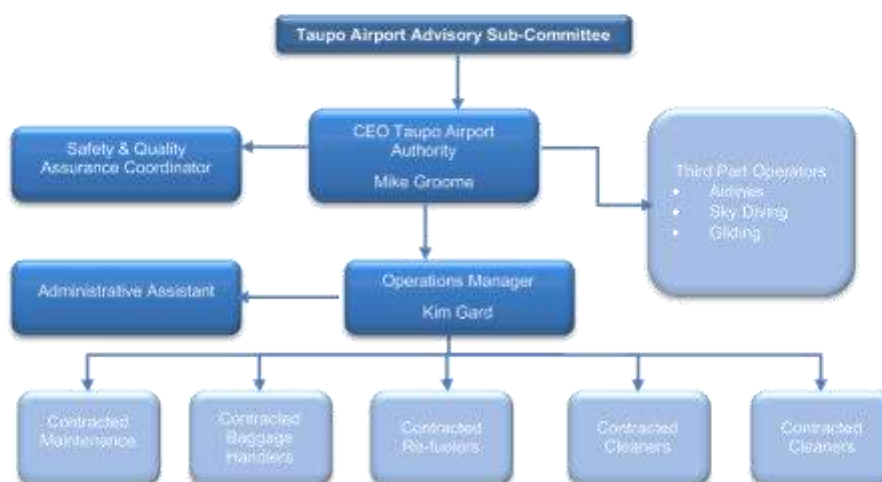 Taupo Airport Advisory Sub-Committee
CEO Taupo Airport
Authority
Mike Groome
Safety & Quality
Assurance Coordinator
Third Part Operators
• Airlines
• Sky Diving
• Gliding
Operations Manager
Kim Gard
Administrative Assistant
Contracted
Maintenance
Contracted
Baggage
Handlers
Contracted
Re-fuelers
Contracted
Cleaners
Contracted
Cleaners